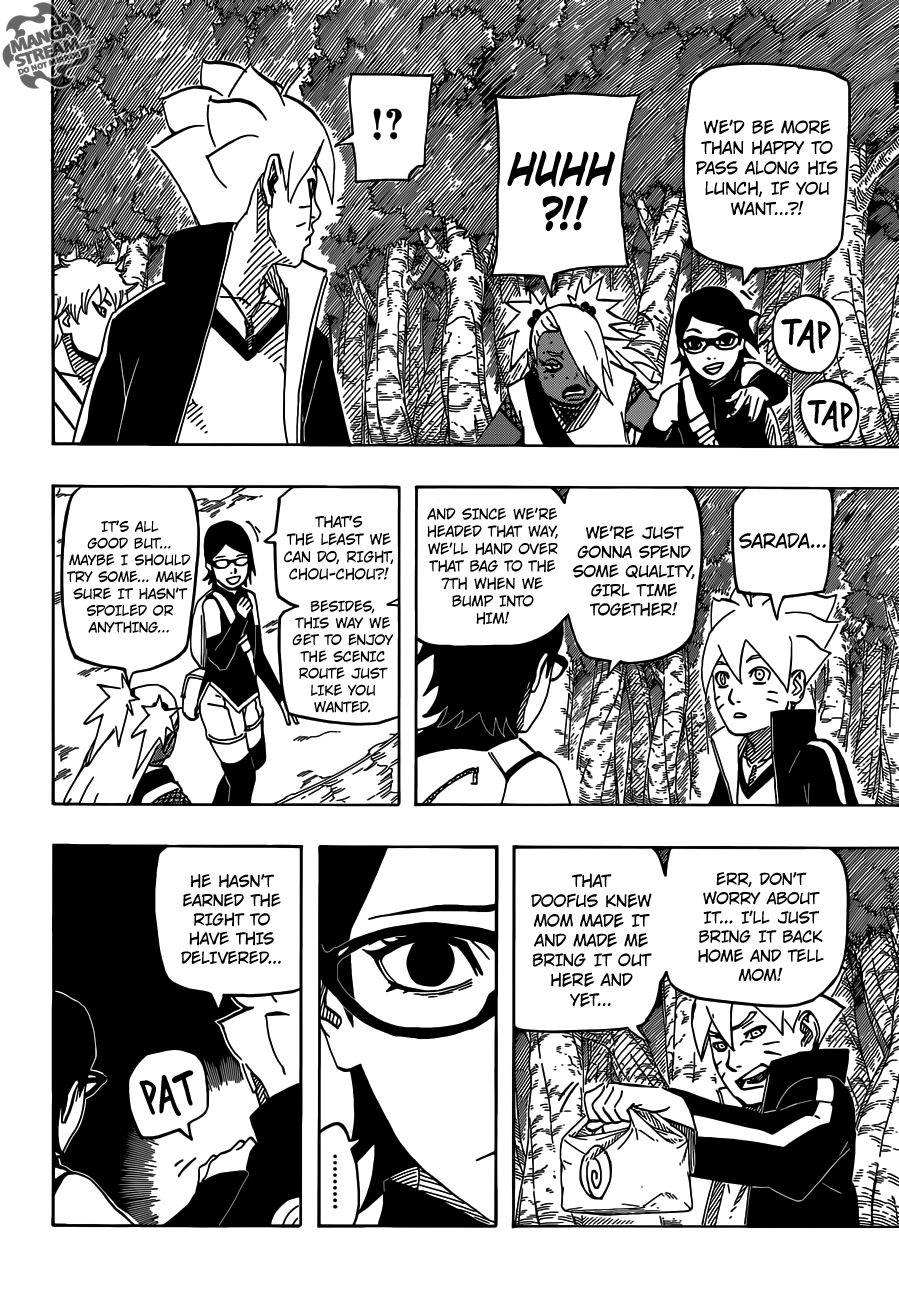 MANGA
STREAM
.COM
DO NOT REPRODUCE
WE'D BE MORE
THAN HAPPY TO
PASS ALONG HIS
LUNCH, IF YOU
WANT...?!
TAP
TAP
HUHH
?!!
!?
SARADA...
WE'RE JUST
GONNA SPEND
SOME QUALITY,
GIRL TIME
TOGETHER!
AND SINCE WE'RE
HEADED THAT WAY,
WE'LL HAND OVER
THAT BAG TO THE
7TH WHEN WE
BUMP INTO
HIM!
THAT'S
THE LEAST WE
CAN DO, RIGHT,
CHOU-CHOU?!
BESIDES,
THIS WAY WE
GET TO ENJOY
THE SCENIC
ROUTE JUST
LIKE YOU
WANTED.
IT'S ALL
GOOD BUT...
MAYBE I SHOULD
TRY SOME... MAKE
SURE IT HASN'T
SPOILED OR
ANYTHING...
ERR, DON'T
WORRY ABOUT
IT... I'LL JUST
BRING IT BACK
HOME AND TELL
MOM!
THAT
DOOFUS KNEW
MOM MADE IT
AND MADE ME
BRING IT OUT
HERE AND
YET...
.........
HE HASN'T
EARNED THE
RIGHT TO
HAVE THIS
DELIVERED...
PAT